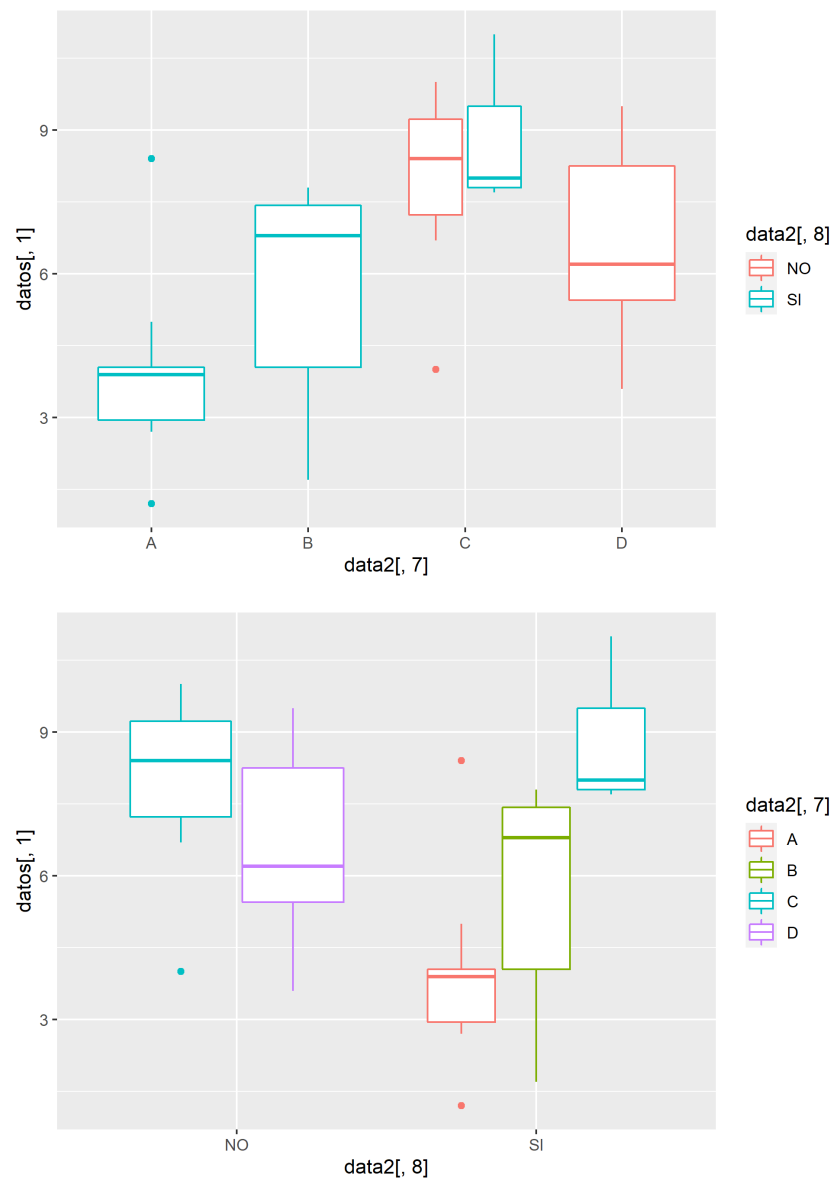 datos[, 1]
9
6
3
A B C D
data2[, 7]
data2[, 8]
NO
SI
datos[, 1]
9
6
3
NO SI
data2[, 8]
data2[, 7]
A
B
C
D